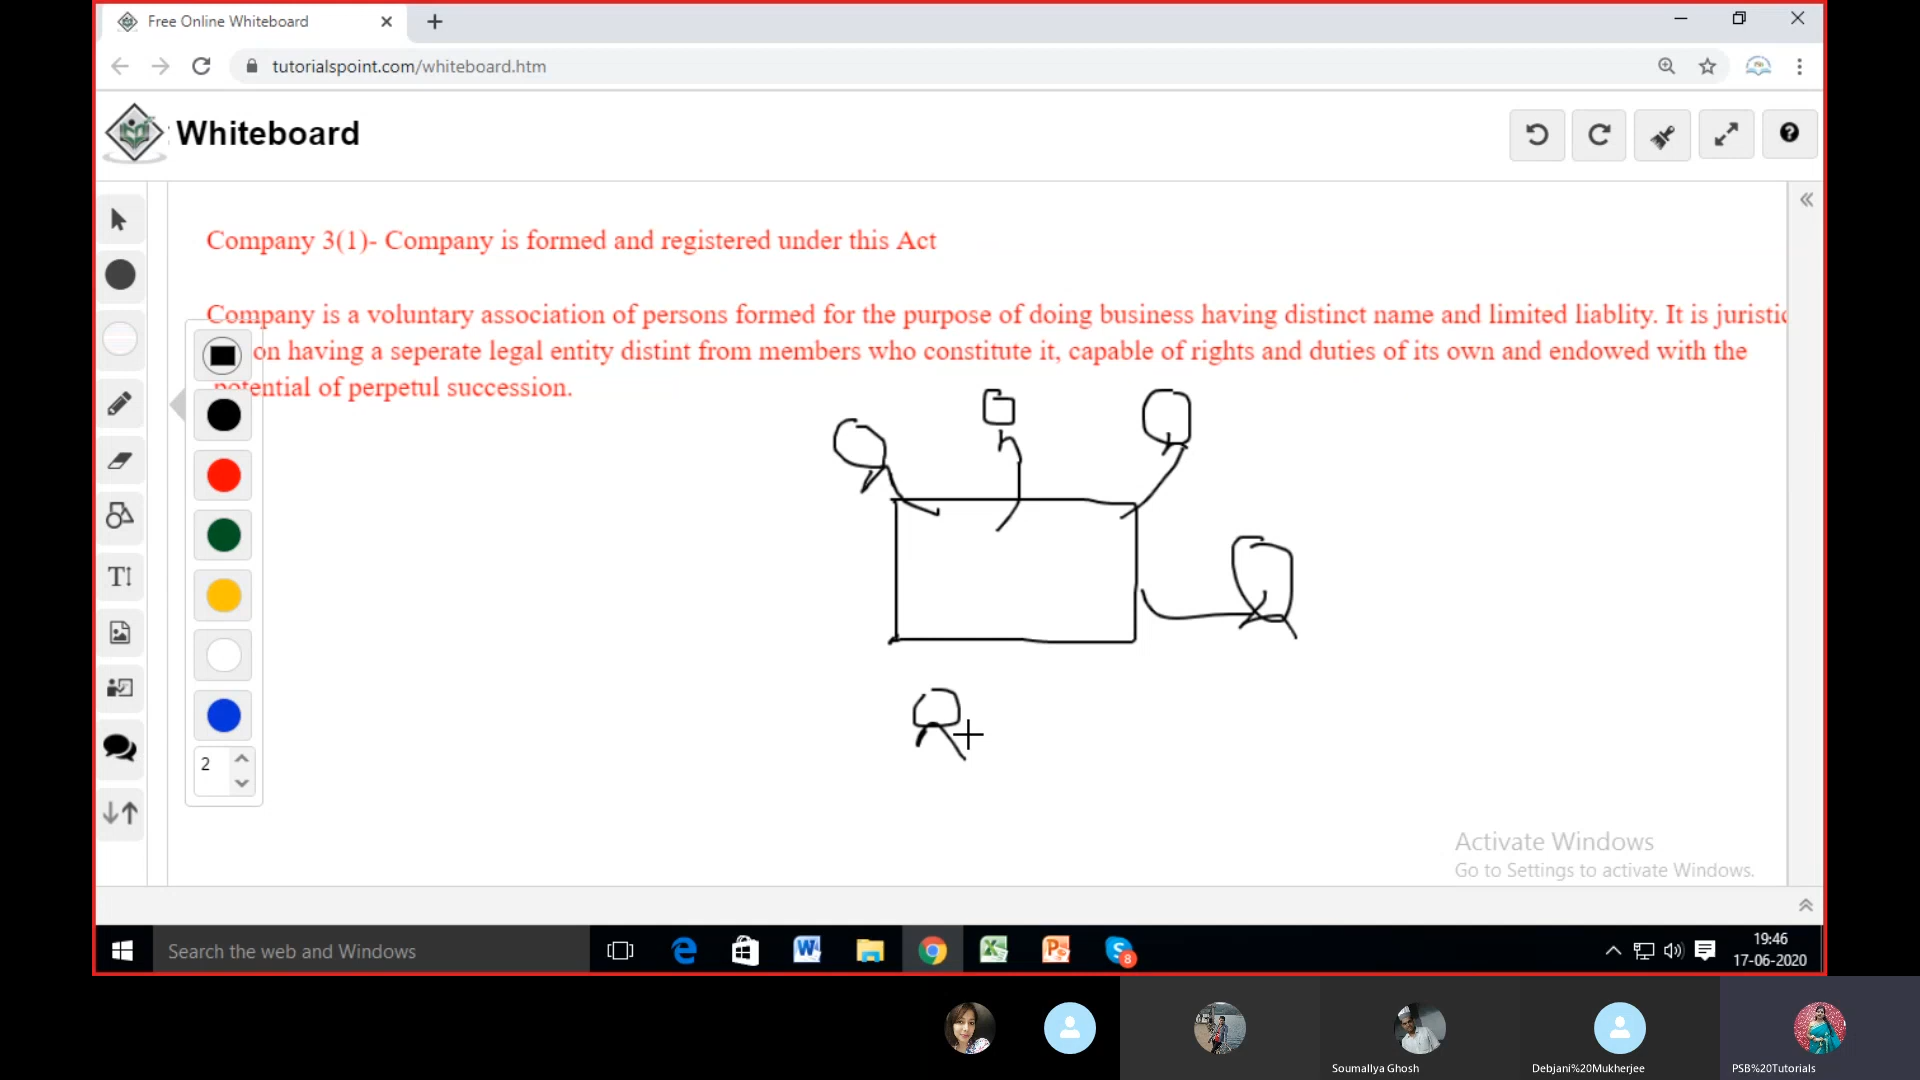 Free Online Whiteboard
tutorialspoint.com/whiteboard.htm
Whiteboard
Company 3(1)- Company is formed and registered under this Act
Company is a voluntary association of persons formed for the purpose of doing business having distinct name and limited liablity. It is juristic
on having a seperate legal entity distint from members who constitute it, capable of rights and duties of its own and endowed with the
potential of perpetul succession.
2
Activate Windows
Go to Settings to activate Windows.
Search the web and Windows
8
19:46
17-06-2020
Soumallya Ghosh
Debjani%20Mukherjee
PSB%20Tutorials